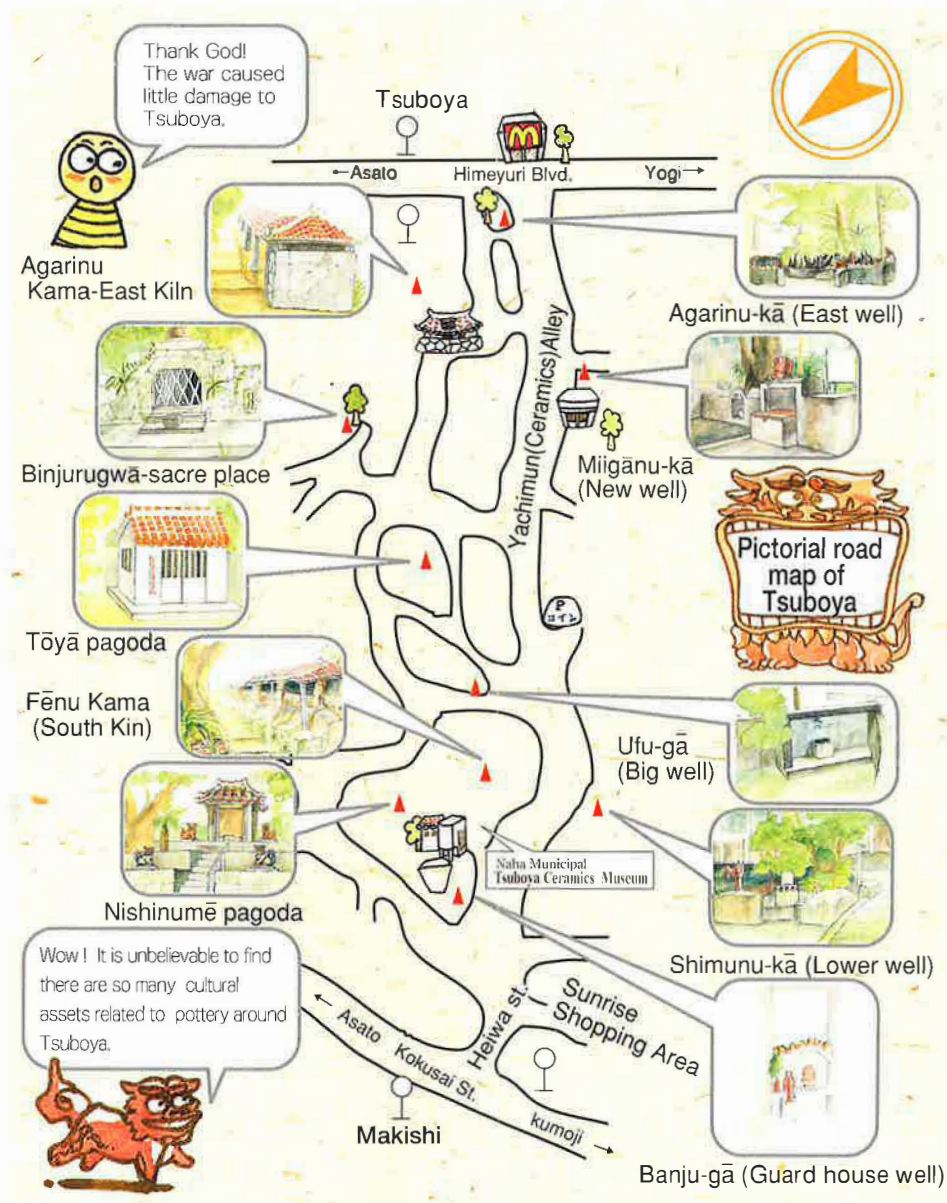 Thank God!
The war caused
little damage to
Tsuboya.
Tsuboya
M
←Asato
Himeyuri Blvd.
Yogi→
Agarinu
Kama-East Kiln
Agarinu-kā (East well)
Binjurugwā-sacre place
Yachimun(Ceramics)Alley
Miigānu-kā
(New well)
Pictorial road
map of
Tsuboya
P
コイン
Tōyā pagoda
Fēnu Kama
(South Kin)
Ufu-gā
(Big well)
Naha Municipal
Tsuboya Ceramics Museum
Nishinumē pagoda
Shimunu-kā (Lower well)
Wow! It is unbelievable to find
there are so many cultural
assets related to pottery around
Tsuboya.
Sunrise
Shopping Area
Heiwa st.
← Asato Kokusai St.
kumoji →
Makishi
Banju-gā (Guard house well)